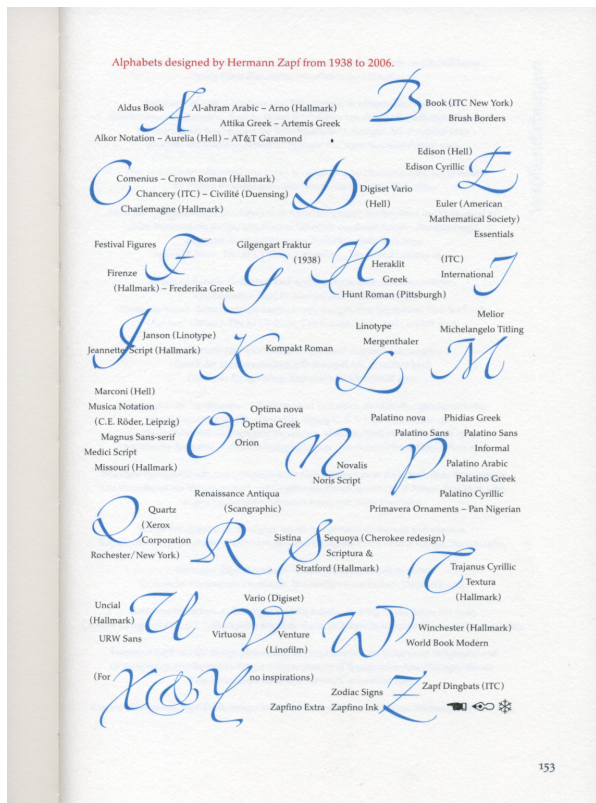 Alphabets designed by Hermann Zapf from 1938 to 2006.
A
Aldus Book
Al-ahram Arabic – Arno (Hallmark)
Attika Greek – Artemis Greek
Alkor Notation – Aurelia (Hell) – AT&T Garamond
B
Book (ITC New York)
Brush Borders
C
Comenius – Crown Roman (Hallmark)
Chancery (ITC) – Civilité (Duensing)
Charlemagne (Hallmark)
D
Digiset Vario
(Hell)
E
Edison (Hell)
Edison Cyrillic
Euler (American
Mathematical Society)
Essentials
F
Festival Figures
Firenze
(Hallmark) – Frederika Greek
G
Gilgengart Fraktur
(1938)
H
Heraklit
Greek
Hunt Roman (Pittsburgh)
I
(ITC)
International
J
Janson (Linotype)
Jeannette Script (Hallmark)
K
Kompakt Roman
L
Linotype
Mergenthaler
M
Melior
Michelangelo Titling
Marconi (Hell)
Musica Notation
(C.E. Röder, Leipzig)
Magnus Sans-serif
Medici Script
Missouri (Hallmark)
O
Optima nova
Optima Greek
Orion
N
Novalis
Noris Script
P
Palatino nova Phidias Greek
Palatino Sans Palatino Sans
Informal
Palatino Arabic
Palatino Greek
Palatino Cyrillic
Primavera Ornaments – Pan Nigerian
Q
Quartz
(Xerox
Corporation
Rochester/New York)
R
Renaissance Antiqua
(Scangraphic)
S
Sistina Sequoya (Cherokee redesign)
Scriptura &
Stratford (Hallmark)
T
Trajanus Cyrillic
Textura
(Hallmark)
U
Uncial
(Hallmark)
URW Sans
V
Vario (Digiset)
Virtuosa Venture
(Linofilm)
W
Winchester (Hallmark)
World Book Modern
(For X&Y no inspirations)
Z
Zodiac Signs Zapf Dingbats (ITC)
Zapfino Extra Zapfino Ink
153